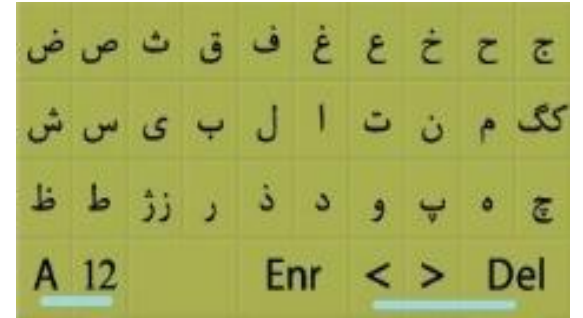 ض ص ث ق ف غ ع خ ح ج
ش س ی ب ل ا ت ن م کگ
ظ ط زژ ر ذ د و پ ه چ
A 12 Enr < > Del